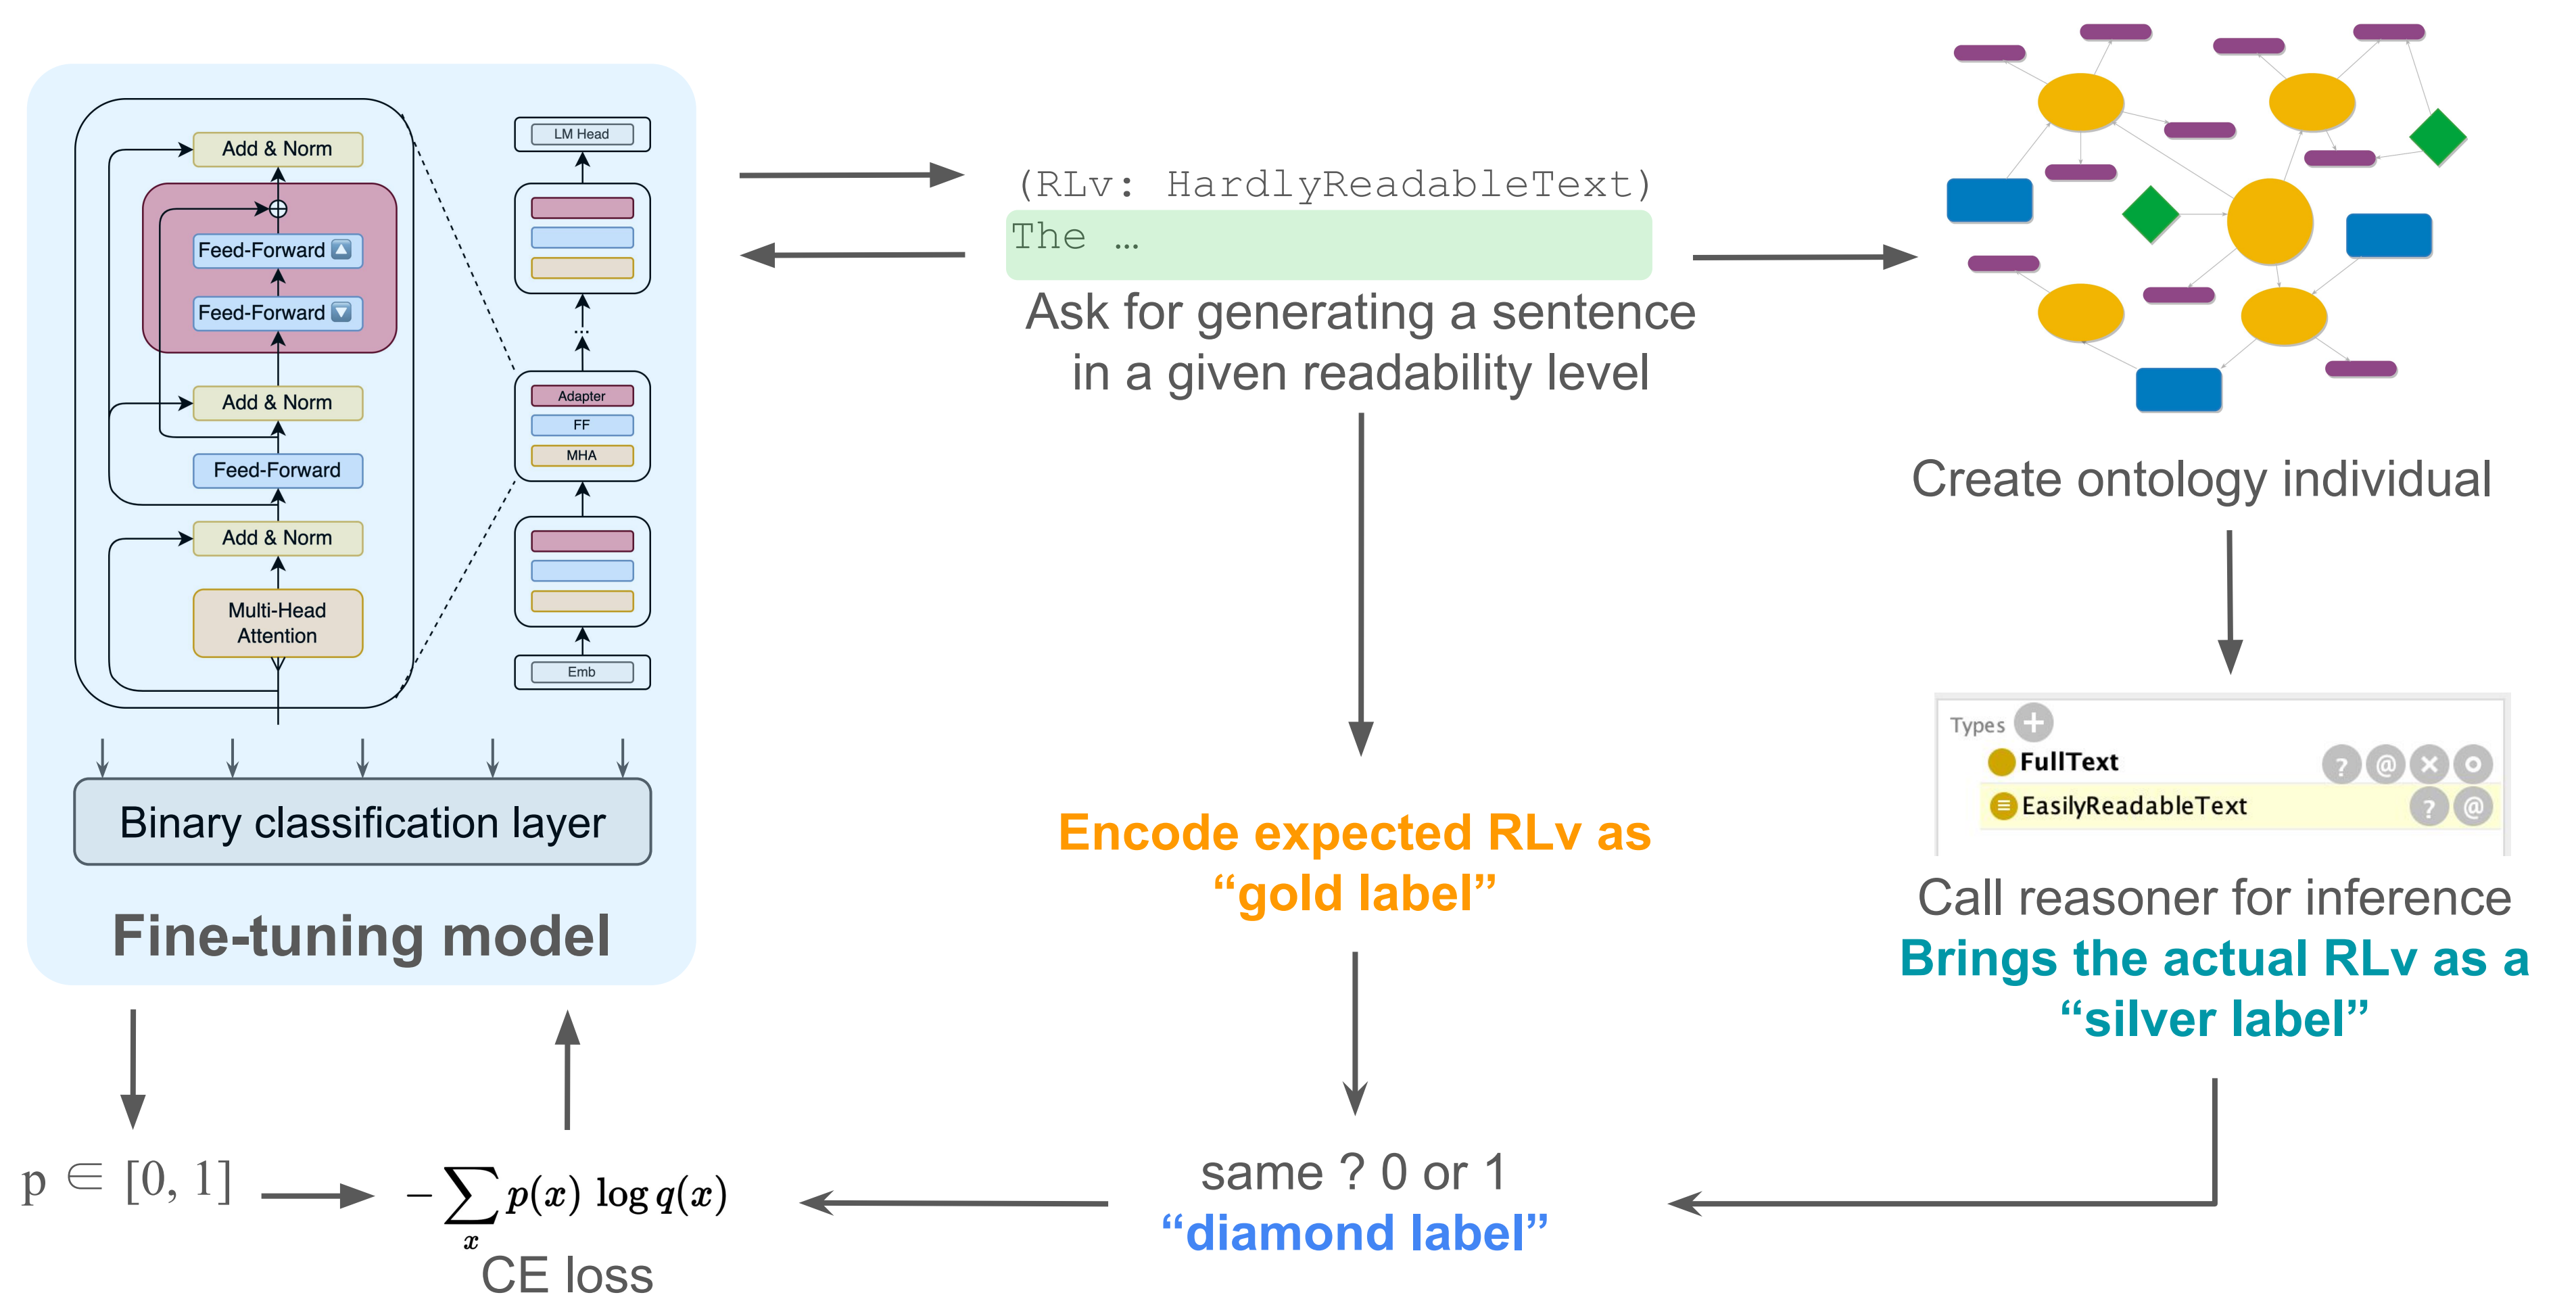 Add & Norm
Feed-Forward
Feed-Forward
Add & Norm
Feed-Forward
Add & Norm
Multi-Head
Attention
LM Head
...
Adapter
FF
MHA
Emb
Binary classification layer
Fine-tuning model
p ∈ [0, 1]
− ∑ p(x) log q(x)
x
CE loss
(RLv: HardlyReadableText)
The …
Ask for generating a sentence
in a given readability level
Encode expected RLv as
“gold label”
same ? 0 or 1
“diamond label”
Create ontology individual
Types
FullText
? @
EasilyReadableText
? @
Call reasoner for inference
Brings the actual RLv as a
“silver label”